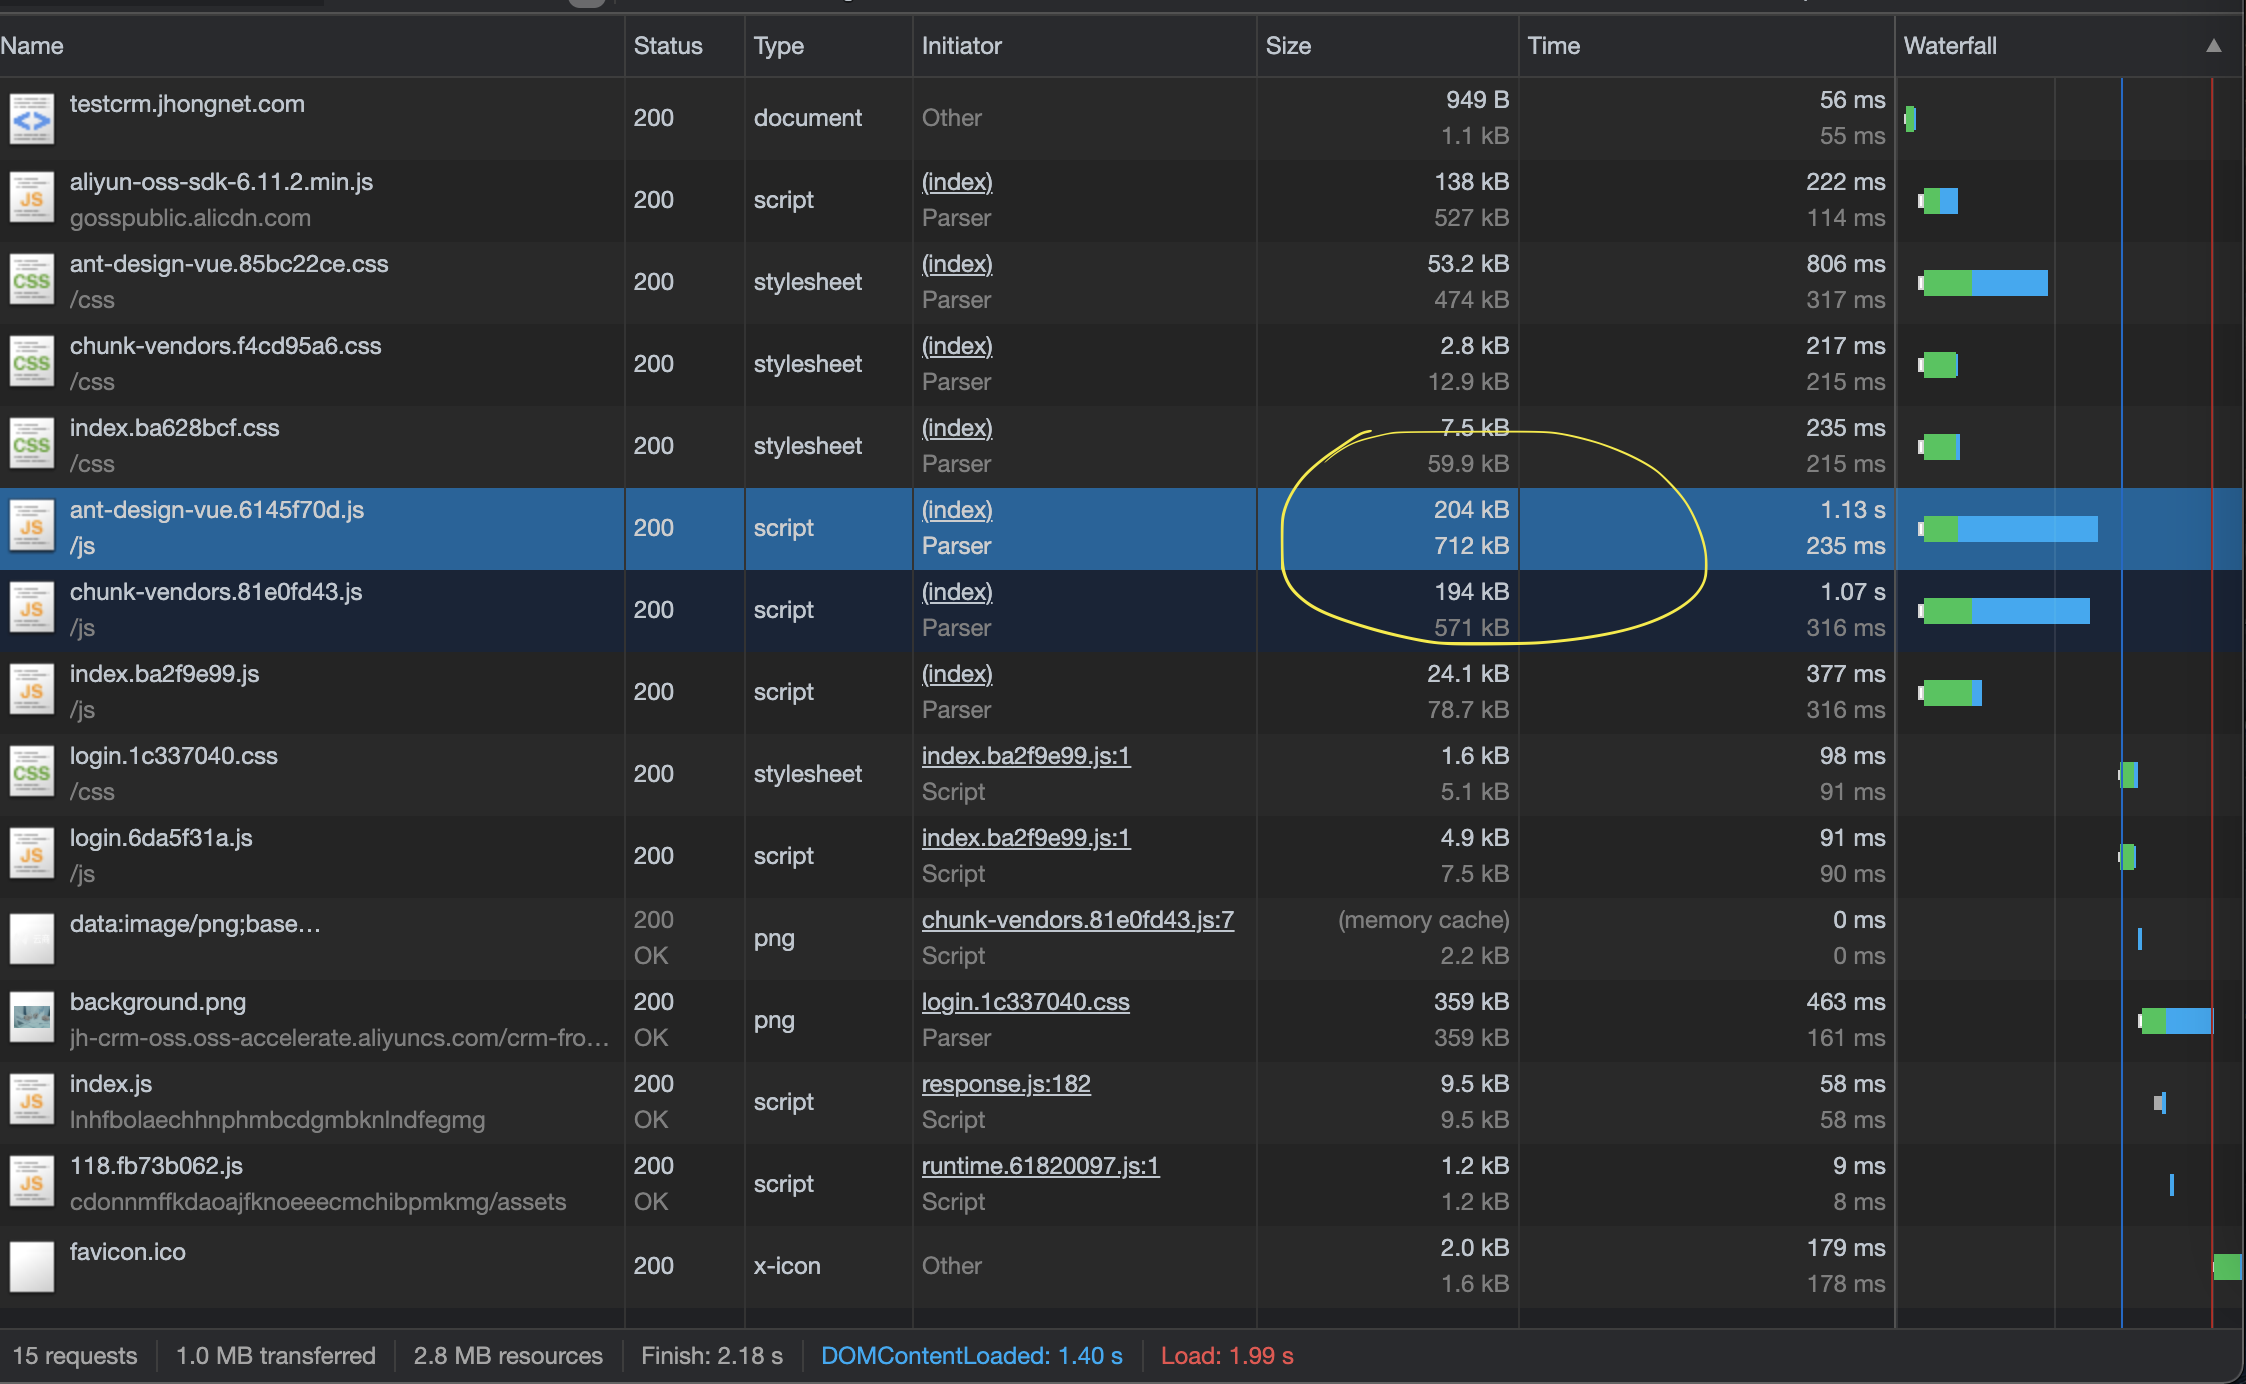 Name Status Type Initiator Size Time Waterfall ▲
testcrm.jhongnet.com 200 document Other 949 B 56 ms
1.1 kB 55 ms
aliyun-oss-sdk-6.11.2.min.js 200 script (index) 138 kB 222 ms
gosspublic.alicdn.com Parser 527 kB 114 ms
ant-design-vue.85bc22ce.css 200 stylesheet (index) 53.2 kB 806 ms
/css Parser 474 kB 317 ms
chunk-vendors.f4cd95a6.css 200 stylesheet (index) 2.8 kB 217 ms
/css Parser 12.9 kB 215 ms
index.ba628bcf.css 200 stylesheet (index) 7.5 kB 235 ms
/css Parser 59.9 kB 215 ms
ant-design-vue.6145f70d.js 200 script (index) 204 kB 1.13 s
/js Parser 712 kB 235 ms
chunk-vendors.81e0fd43.js 200 script (index) 194 kB 1.07 s
/js Parser 571 kB 316 ms
index.ba2f9e99.js 200 script (index) 24.1 kB 377 ms
/js Parser 78.7 kB 316 ms
login.1c337040.css 200 stylesheet index.ba2f9e99.js:1 1.6 kB 98 ms
/css Script 5.1 kB 91 ms
login.6da5f31a.js 200 script index.ba2f9e99.js:1 4.9 kB 91 ms
/js Script 7.5 kB 90 ms
data:image/png;base… 200 png chunk-vendors.81e0fd43.js:7 (memory cache) 0 ms
OK Script 2.2 kB 0 ms
background.png 200 png login.1c337040.css 359 kB 463 ms
jh-crm-oss.oss-accelerate.aliyuncs.com/crm-fro… OK Parser 359 kB 161 ms
index.js 200 script response.js:182 9.5 kB 58 ms
lnhfbolaechhnphmbcdgmbknlndfegmg OK Script 9.5 kB 58 ms
118.fb73b062.js 200 script runtime.61820097.js:1 1.2 kB 9 ms
cdonnmffkdaoajfknoeeecmchibpmkmg/assets OK Script 1.2 kB 8 ms
favicon.ico 200 x-icon Other 2.0 kB 179 ms
1.6 kB 178 ms
15 requests 1.0 MB transferred 2.8 MB resources Finish: 2.18 s DOMContentLoaded: 1.40 s Load: 1.99 s